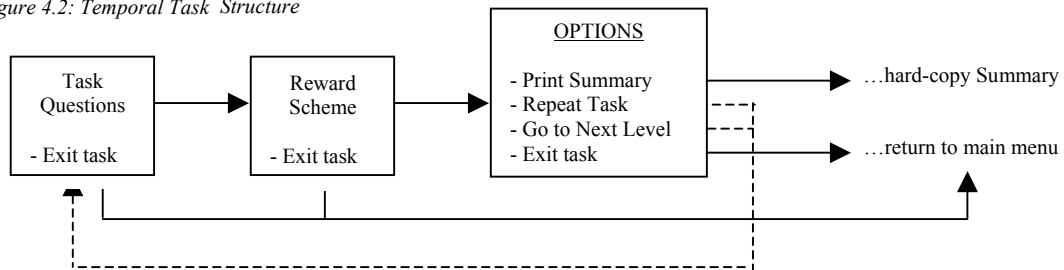 gure 4.2: Temporal Task Structure
Task
Questions
- Exit task
Reward
Scheme
- Exit task
OPTIONS
- Print Summary
- Repeat Task
- Go to Next Level
- Exit task
…hard-copy Summary
…return to main menu